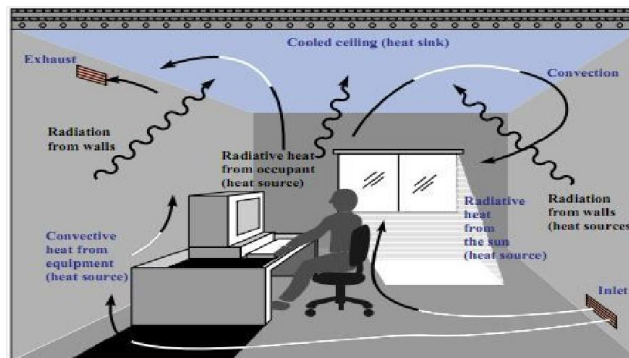 Cooled ceiling (heat sink)
Exhaust
Convection
Radiation
from walls
Radiative heat
from occupant
(heat source)
Radiative
heat
from
the sun
(heat source)
Radiation
from walls
(heat sources)
Convective
heat from
equipment
(heat source)
Inlet